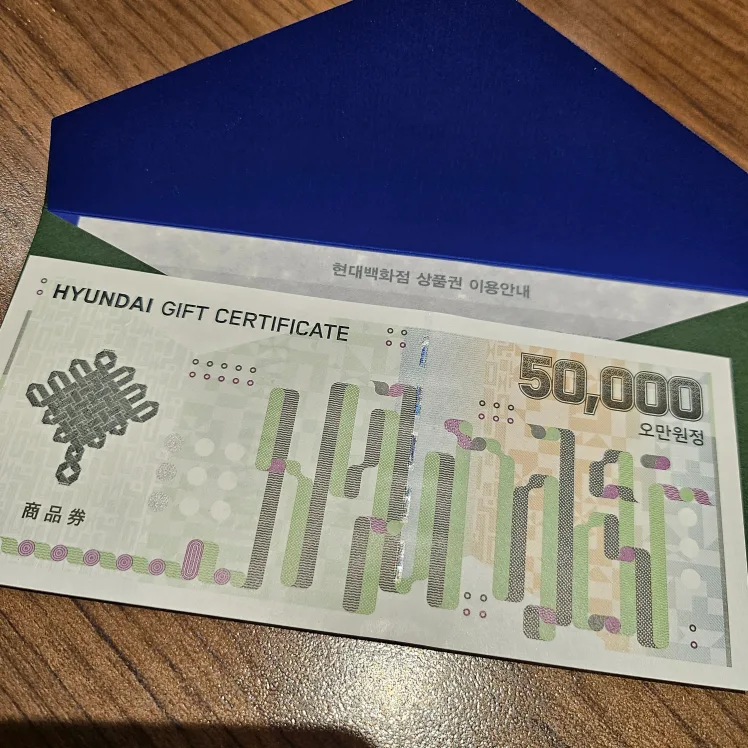 현대백화점 상품권 이용안내
HYUNDAI GIFT CERTIFICATE
50,000
오만원정
商品券